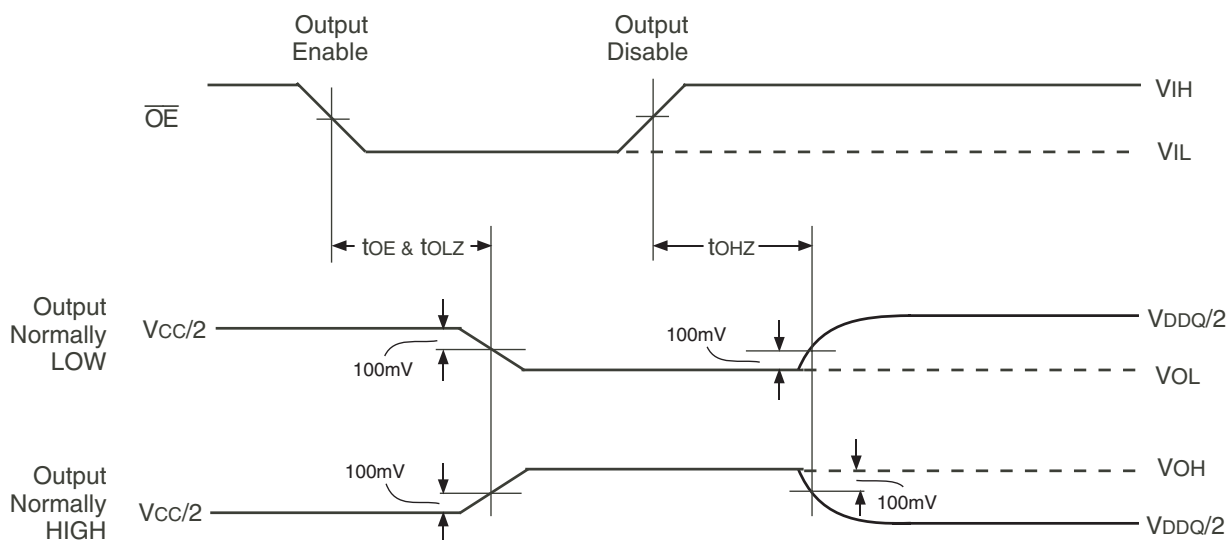 Output
Enable
Output
Disable
OE
VIH
VIL
tOE & tOLZ
tOHZ
Output
Normally
LOW
VCC/2
100mV
100mV
VDDQ/2
VOL
Output
Normally
HIGH
VCC/2
100mV
100mV
VOH
VDDQ/2